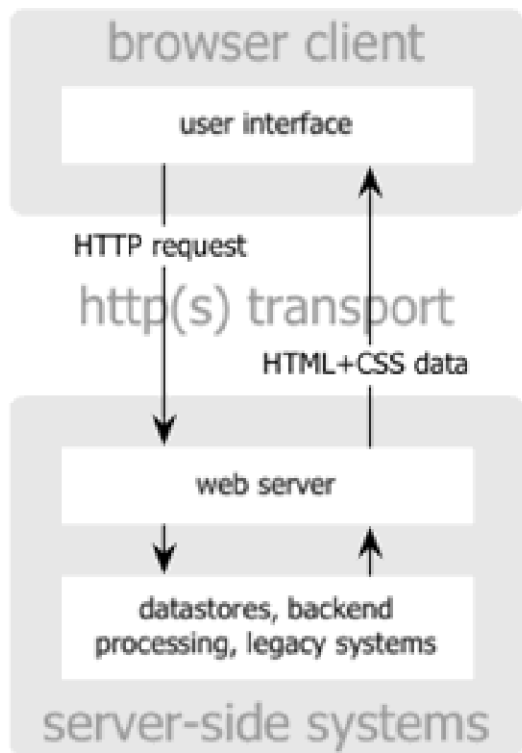 browser client
user interface
HTTP request
http(s) transport
HTML+CSS data
web server
datastores, backend
processing, legacy systems
server-side systems